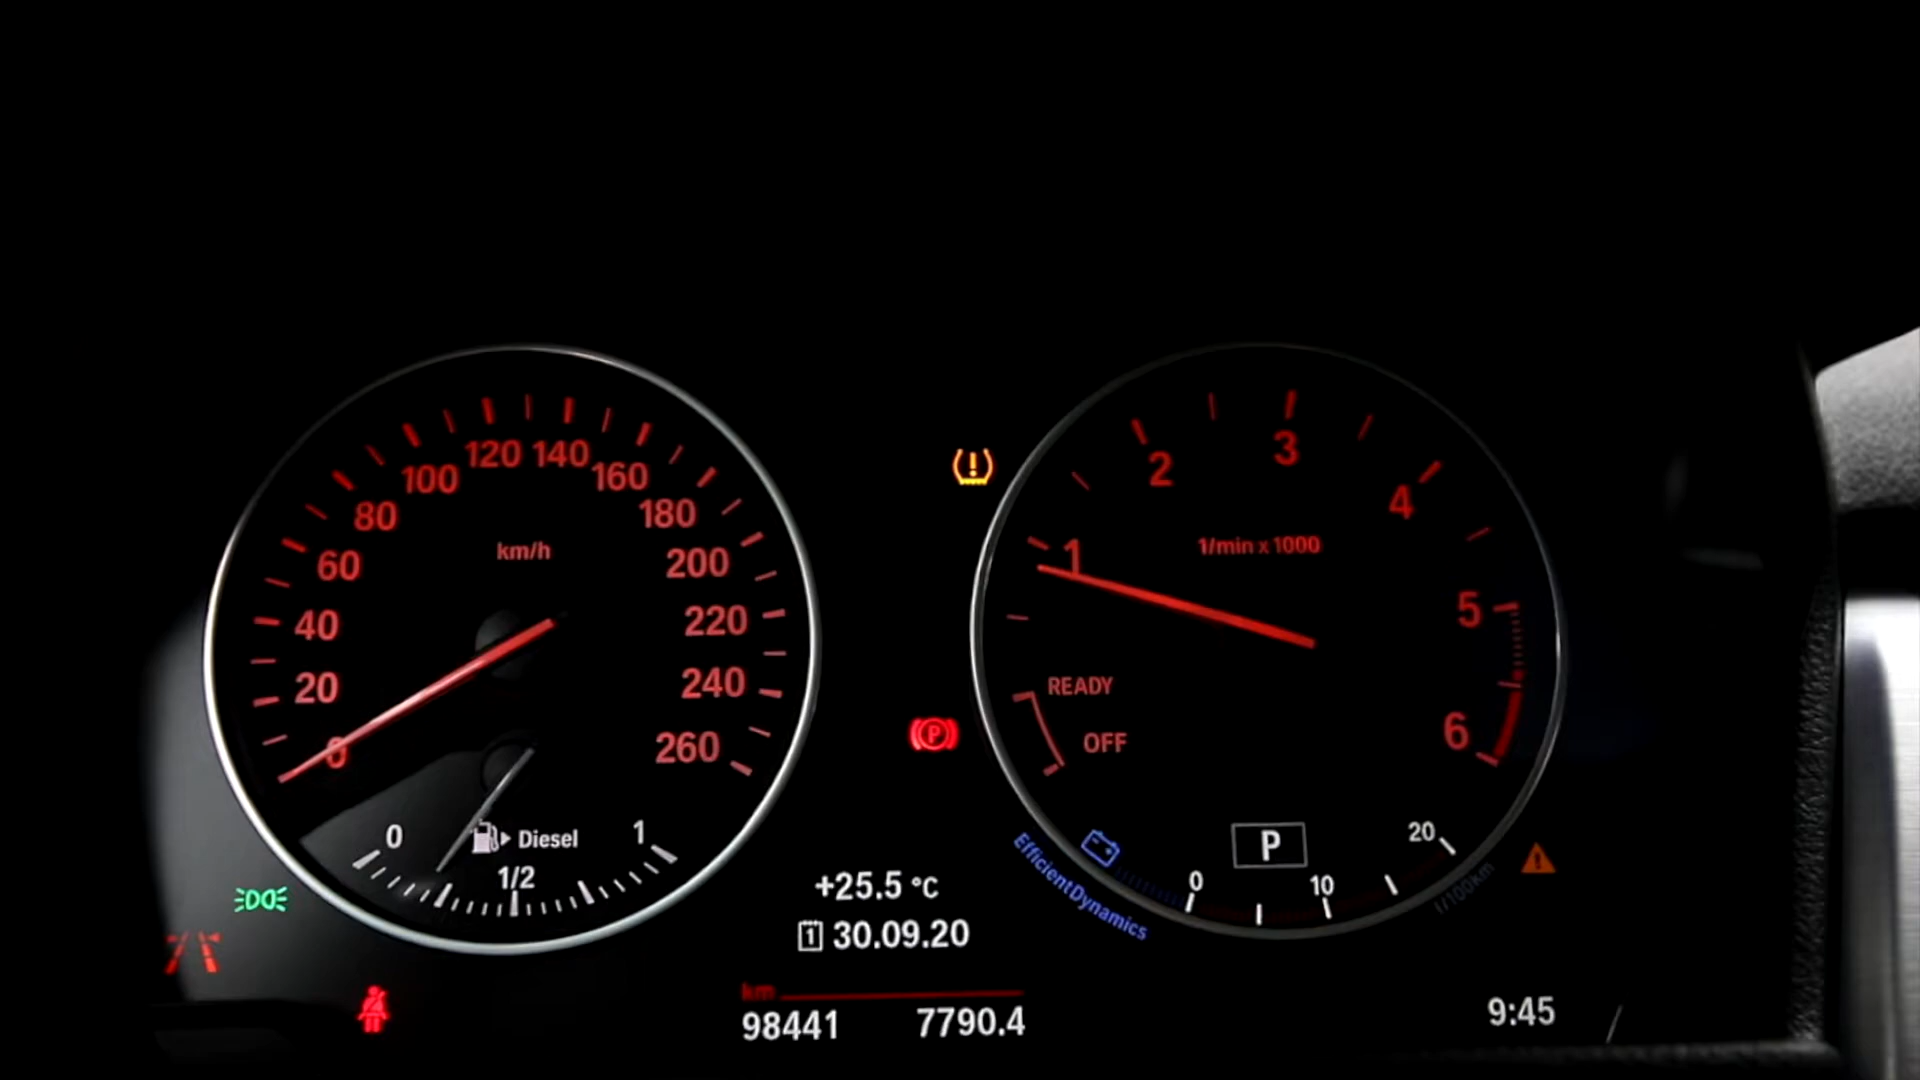 120 140
100 160
80 180
60 200
40 220
20 240
0 260
km/h
0 Diesel 1
1/2
1 2 3 4 5 6
1/min x 1000
READY
OFF
P
EfficientDynamics
0 10 20
l/100km
+25.5 °C
1 30.09.20
P
km
98441 7790.4
9:45